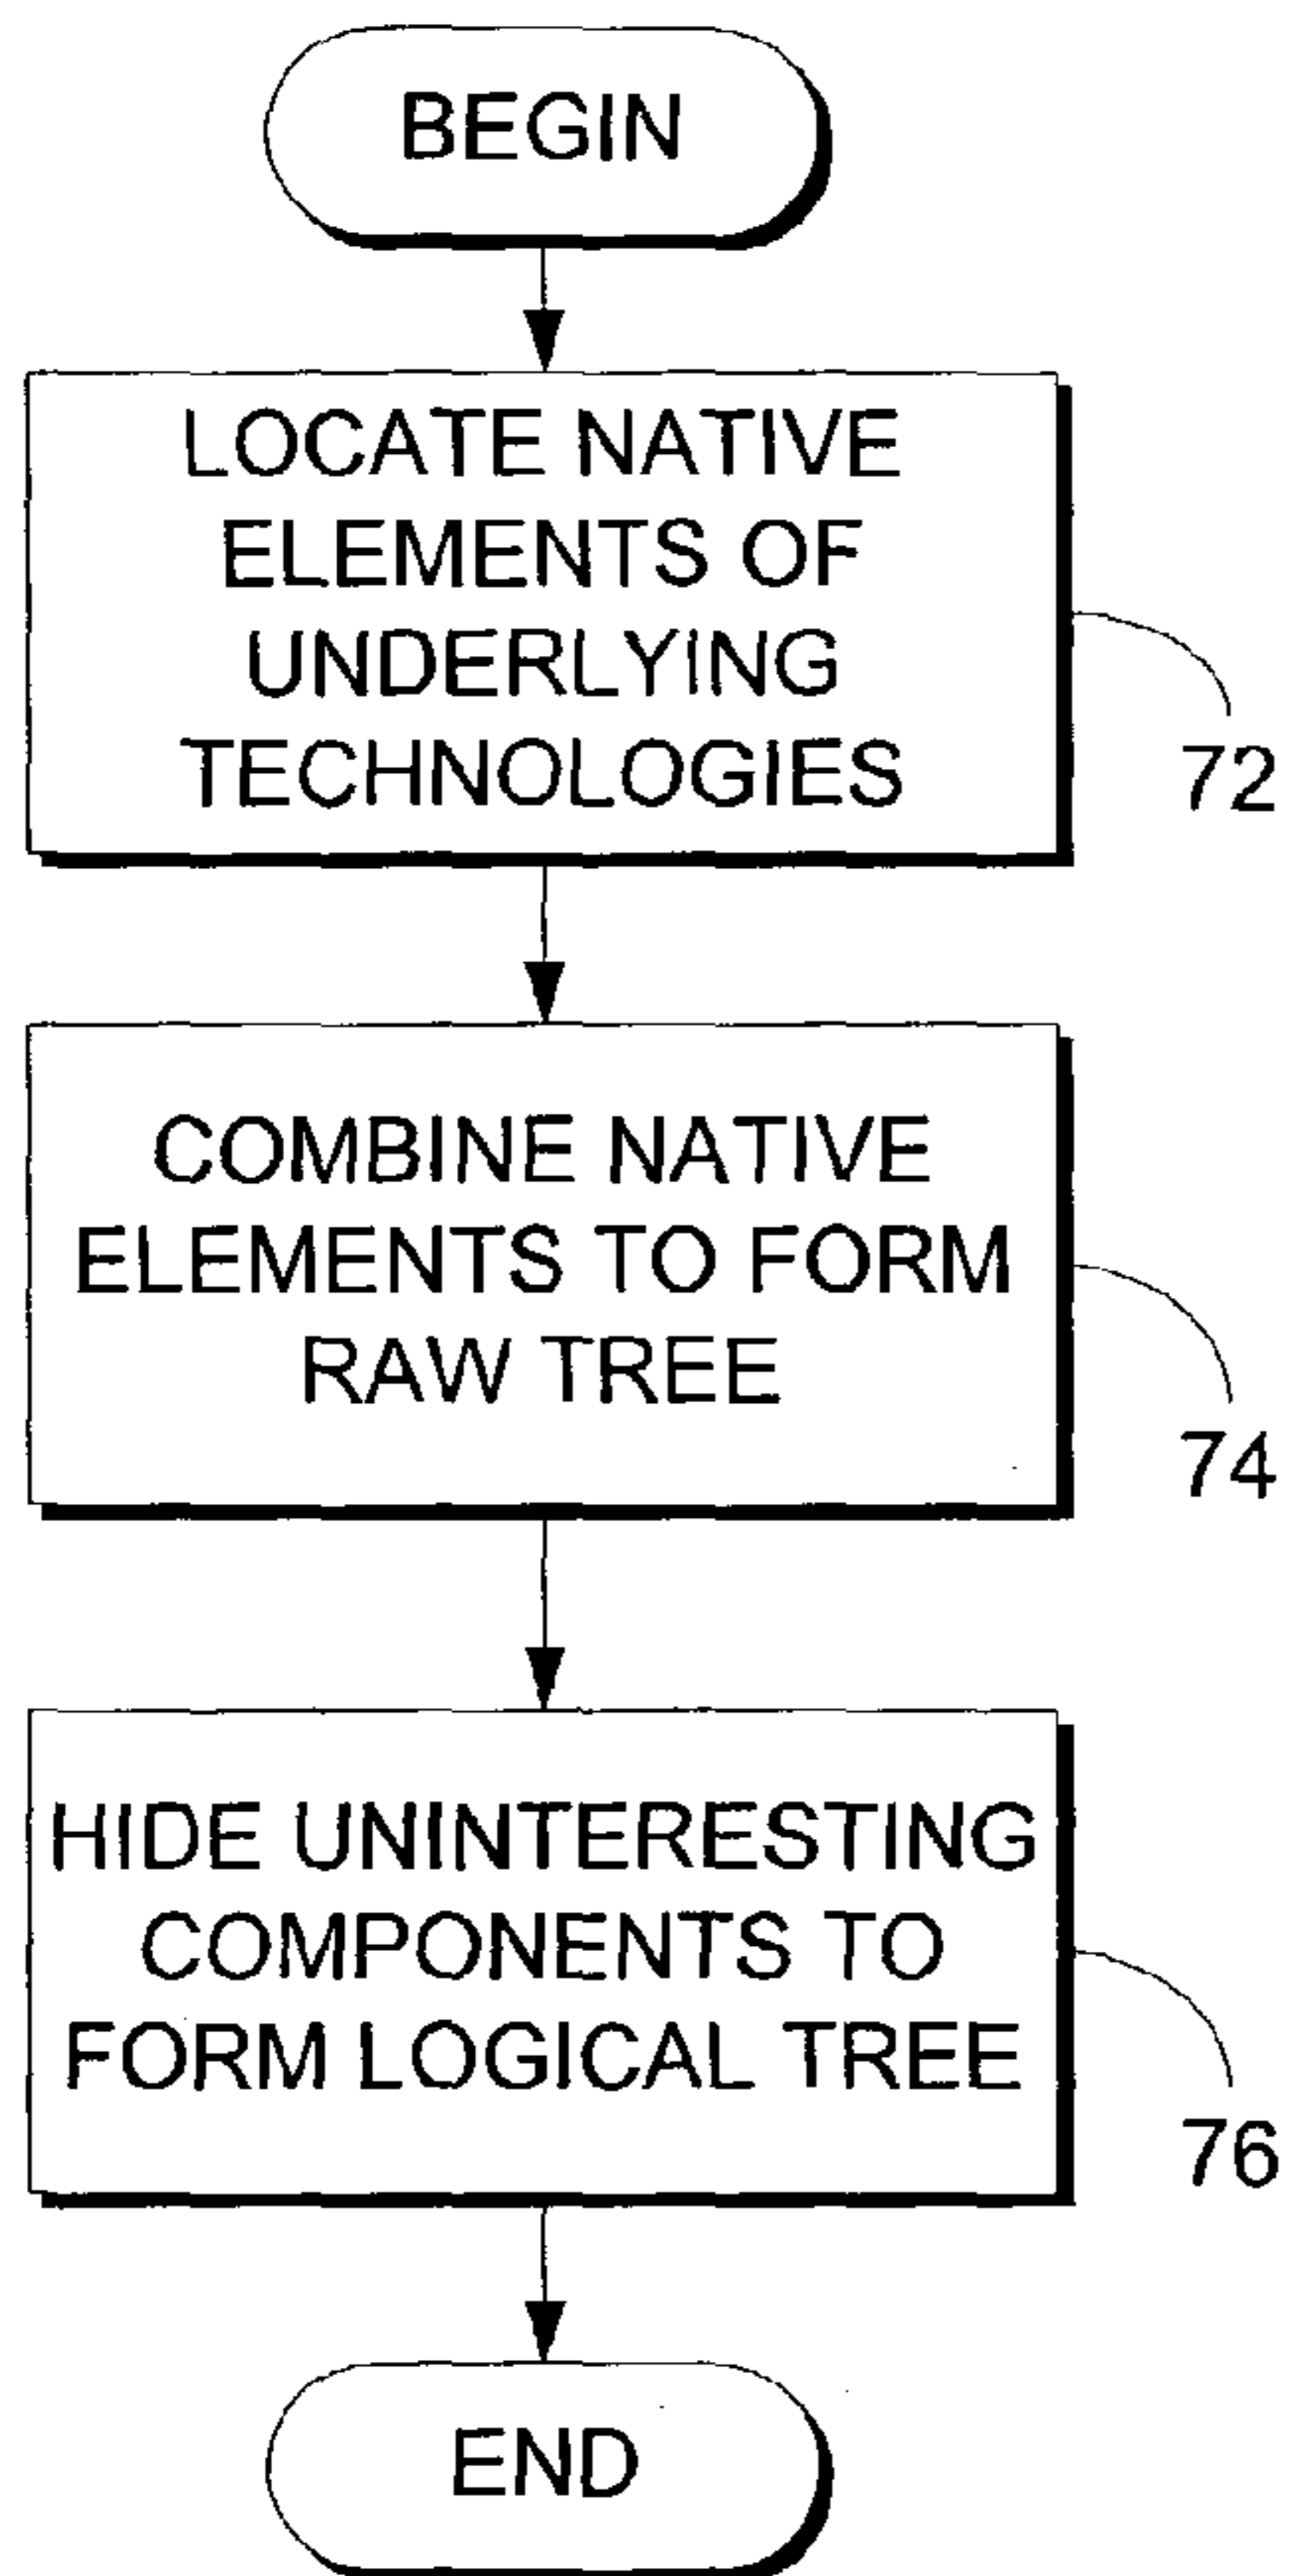 BEGIN
LOCATE NATIVE
ELEMENTS OF
UNDERLYING
TECHNOLOGIES
72
COMBINE NATIVE
ELEMENTS TO FORM
RAW TREE
74
HIDE UNINTERESTING
COMPONENTS TO
FORM LOGICAL TREE
76
END